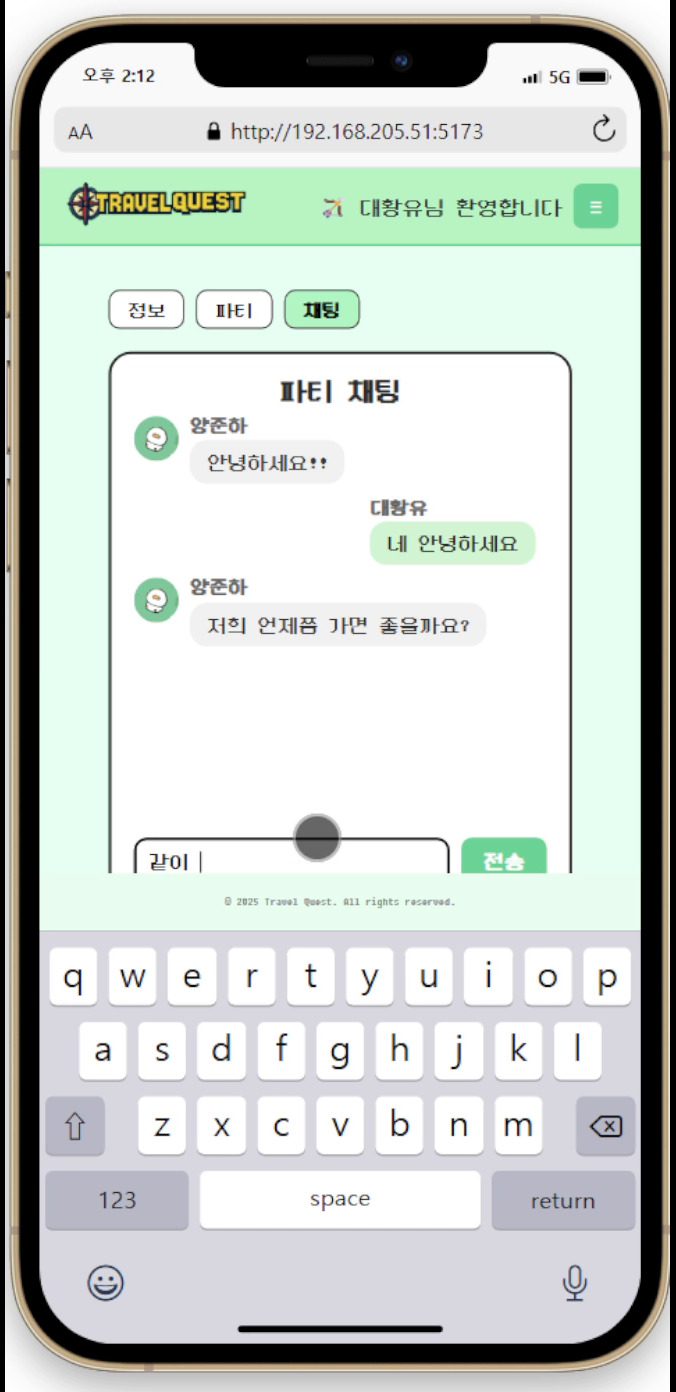 오후 2:12
5G
AA http://192.168.205.51:5173
TRAVEL QUEST
대황유님 환영합니다
정보 파티 채팅
파티 채팅
양준하
안녕하세요!!
대황유
네 안녕하세요
양준하
저희 언제쯤 가면 좋을까요?
같이
전송
© 2025 Travel Quest. All rights reserved.
q w e r t y u i o p
a s d f g h j k l
z x c v b n m
123 space return